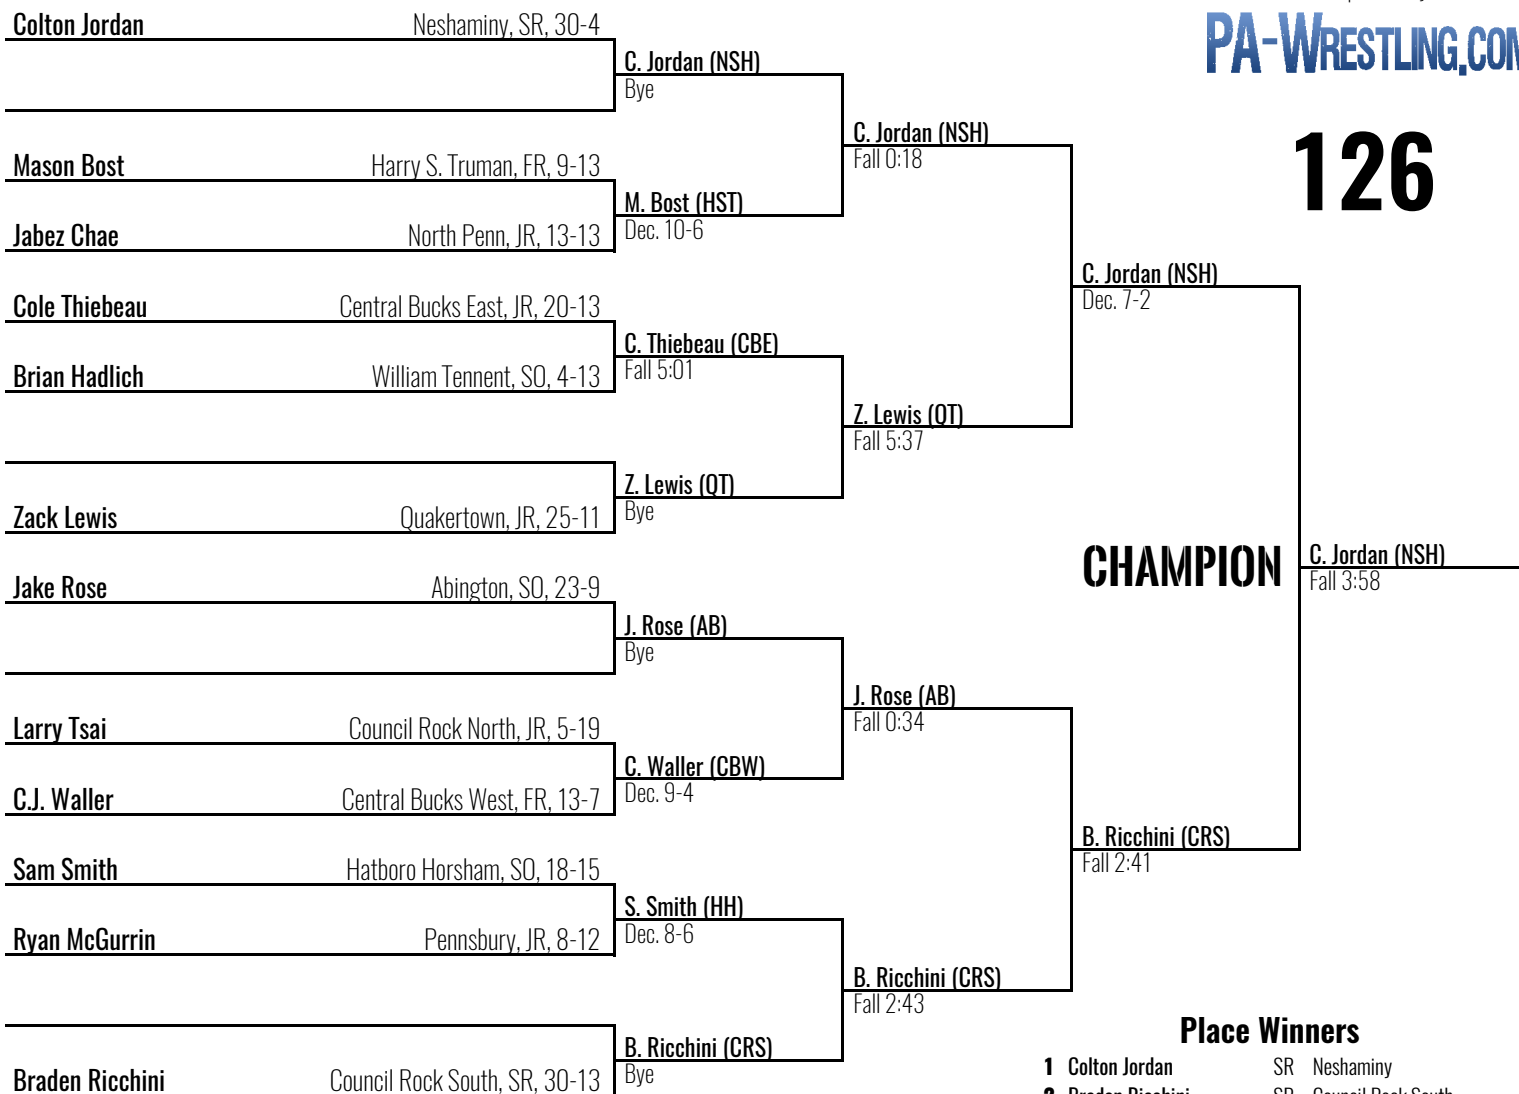 Colton Jordan Neshaminy, SR, 30-4
C. Jordan (NSH)
Bye
PA-WRESTLING.COM
126
C. Jordan (NSH)
Fall 0:18
Mason Bost Harry S. Truman, FR, 9-13
M. Bost (HST)
Dec. 10-6
Jabez Chae North Penn, JR, 13-13
C. Jordan (NSH)
Dec. 7-2
Cole Thiebeau Central Bucks East, JR, 20-13
C. Thiebeau (CBE)
Fall 5:01
Brian Hadlich William Tennent, SO, 4-13
Z. Lewis (QT)
Fall 5:37
Z. Lewis (QT)
Bye
Zack Lewis Quakertown, JR, 25-11
CHAMPION
C. Jordan (NSH)
Fall 3:58
Jake Rose Abington, SO, 23-9
J. Rose (AB)
Bye
J. Rose (AB)
Fall 0:34
Larry Tsai Council Rock North, JR, 5-19
C. Waller (CBW)
Dec. 9-4
C.J. Waller Central Bucks West, FR, 13-7
B. Ricchini (CRS)
Fall 2:41
Sam Smith Hatboro Horsham, SO, 18-15
S. Smith (HH)
Dec. 8-6
Ryan McGurrin Pennsbury, JR, 8-12
B. Ricchini (CRS)
Fall 2:43
B. Ricchini (CRS)
Bye
Braden Ricchini Council Rock South, SR, 30-13
Place Winners
1 Colton Jordan SR Neshaminy
2 Braden Ricchini SR Council Rock South